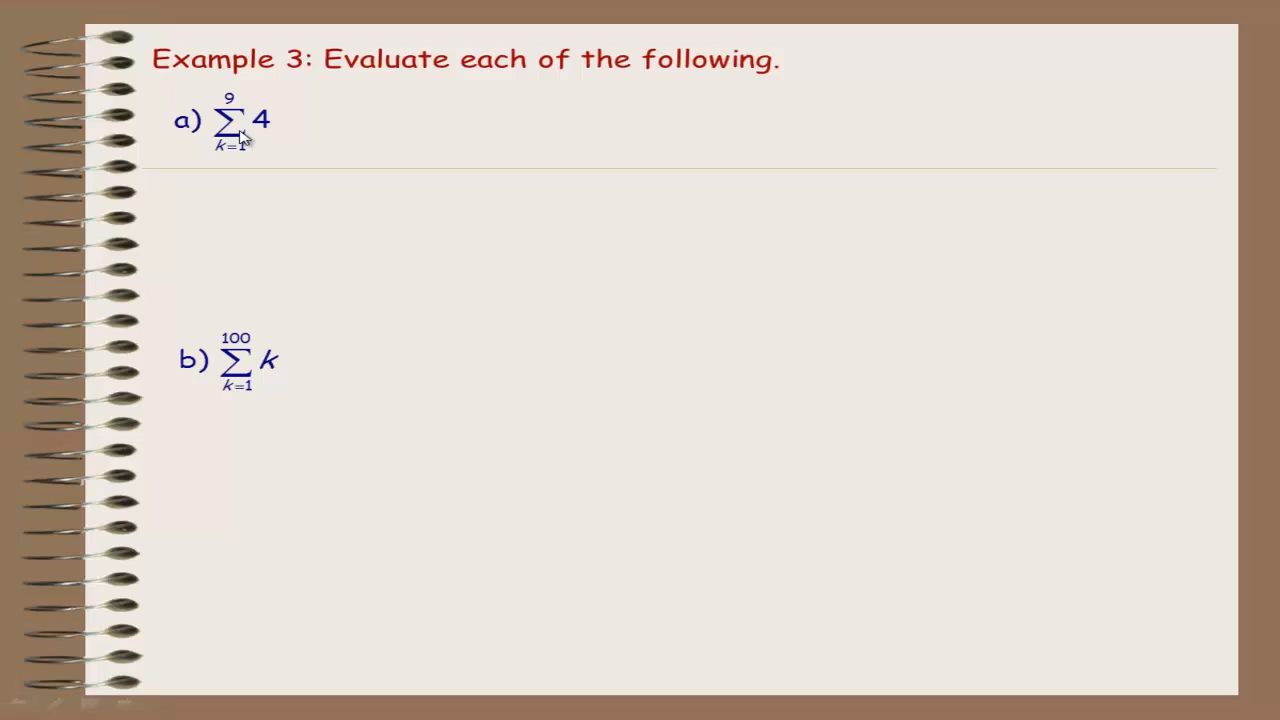 Example 3: Evaluate each of the following.
9
a) ∑ 4
k=1
100
b) ∑ k
k=1